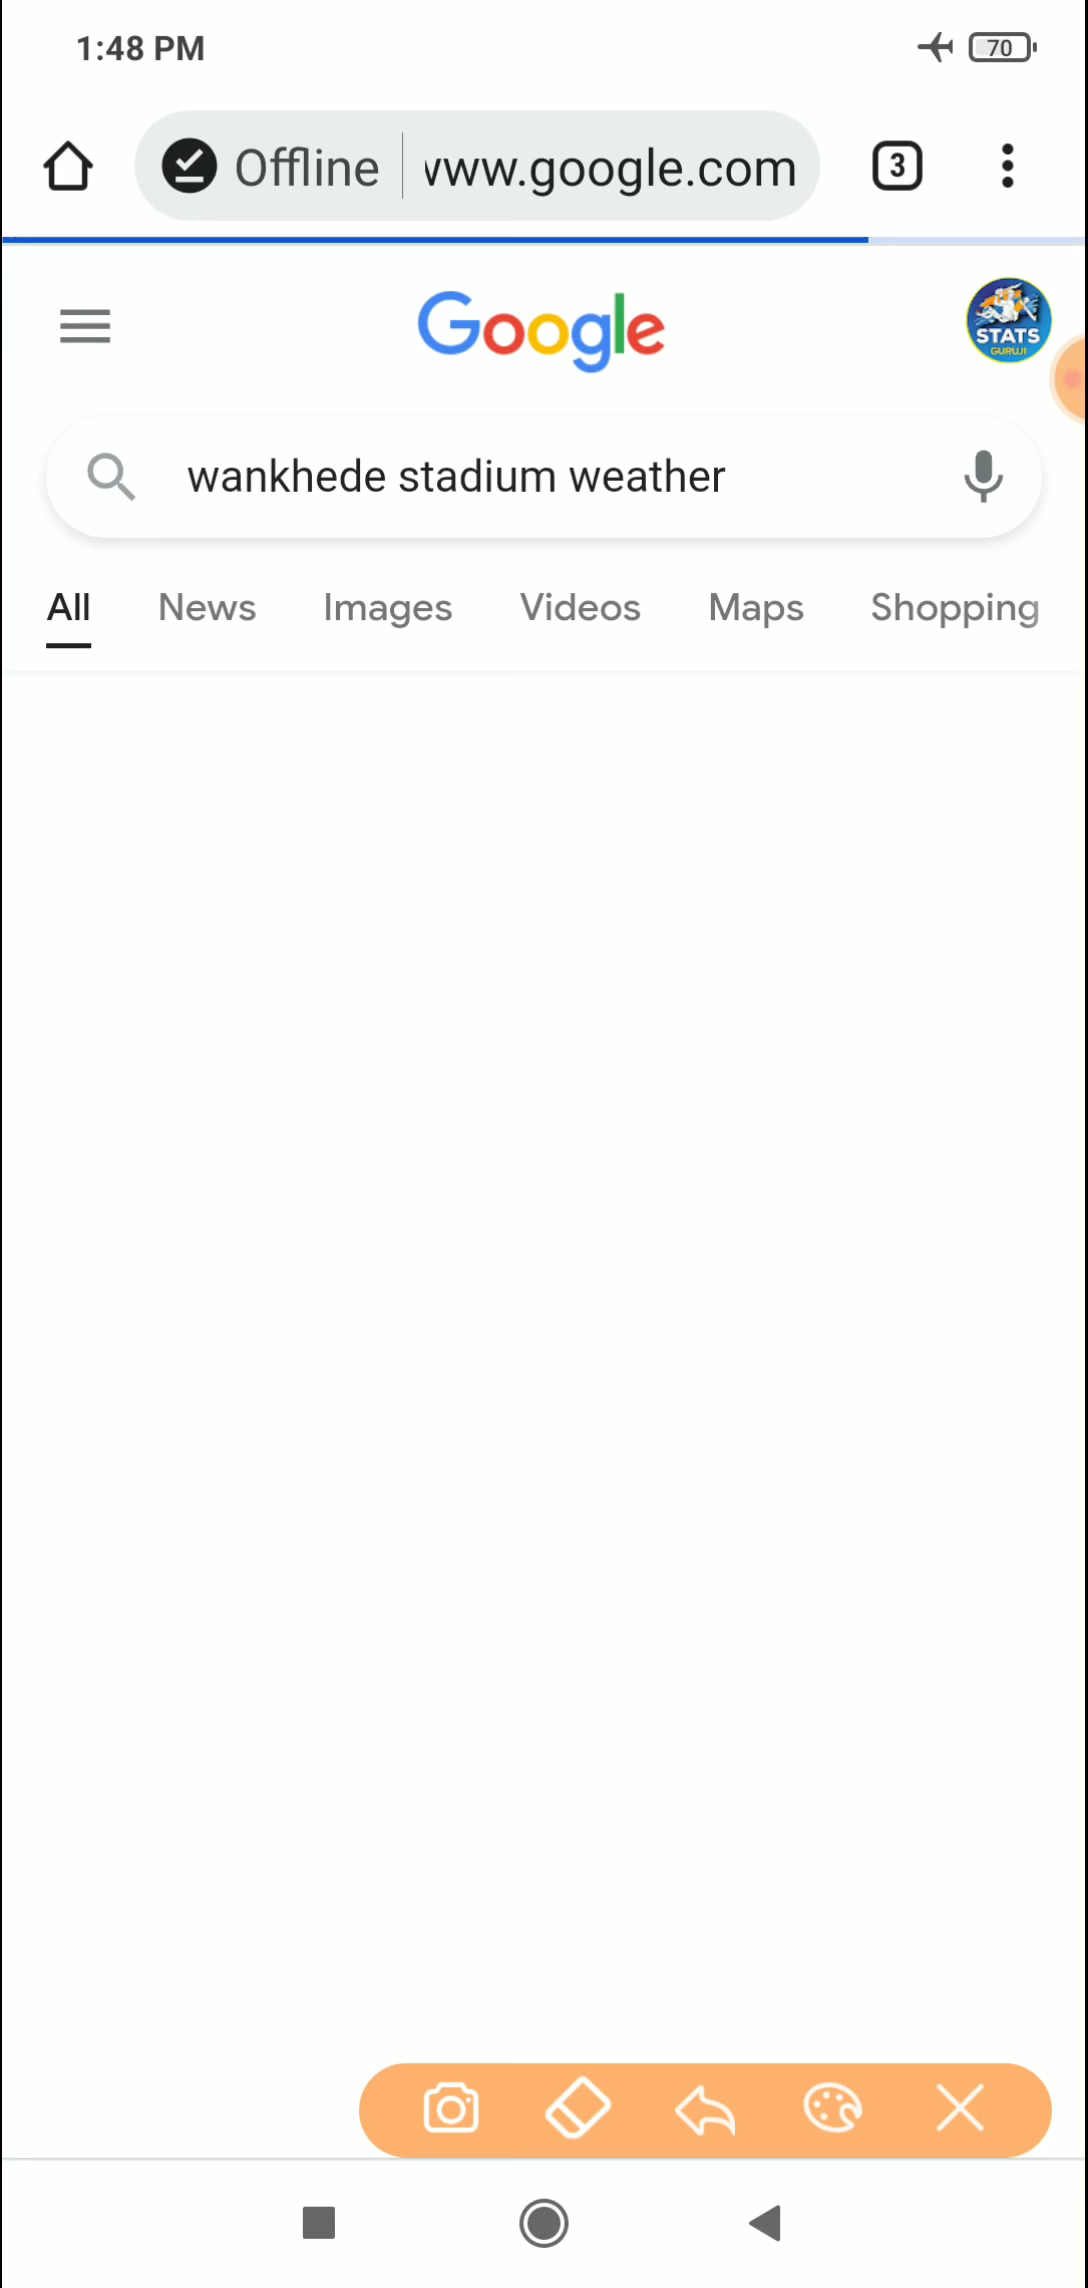 1:48 PM 70
Offline www.google.com 3
Google
STATS
GURUJI
wankhede stadium weather
All News Images Videos Maps Shopping